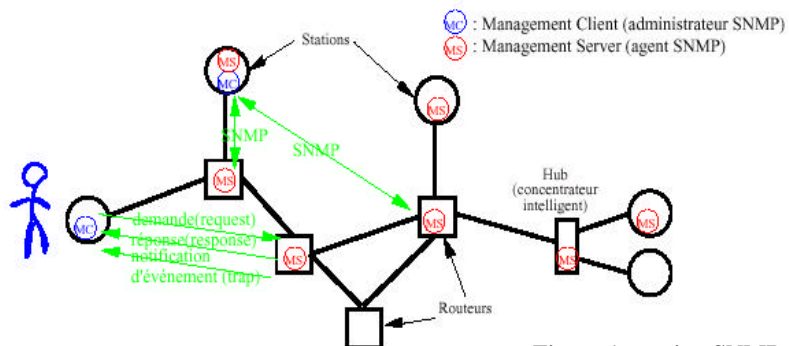 MC : Management Client (administrateur SNMP)
MS : Management Server (agent SNMP)
Stations
MS
MC
MS
SNMP
SNMP
MS
Hub
(concentrateur
intelligent)
MS
MS
MC
demande(request)
réponse(response)
notification
d'événement (trap)
MS
MS
Routeurs